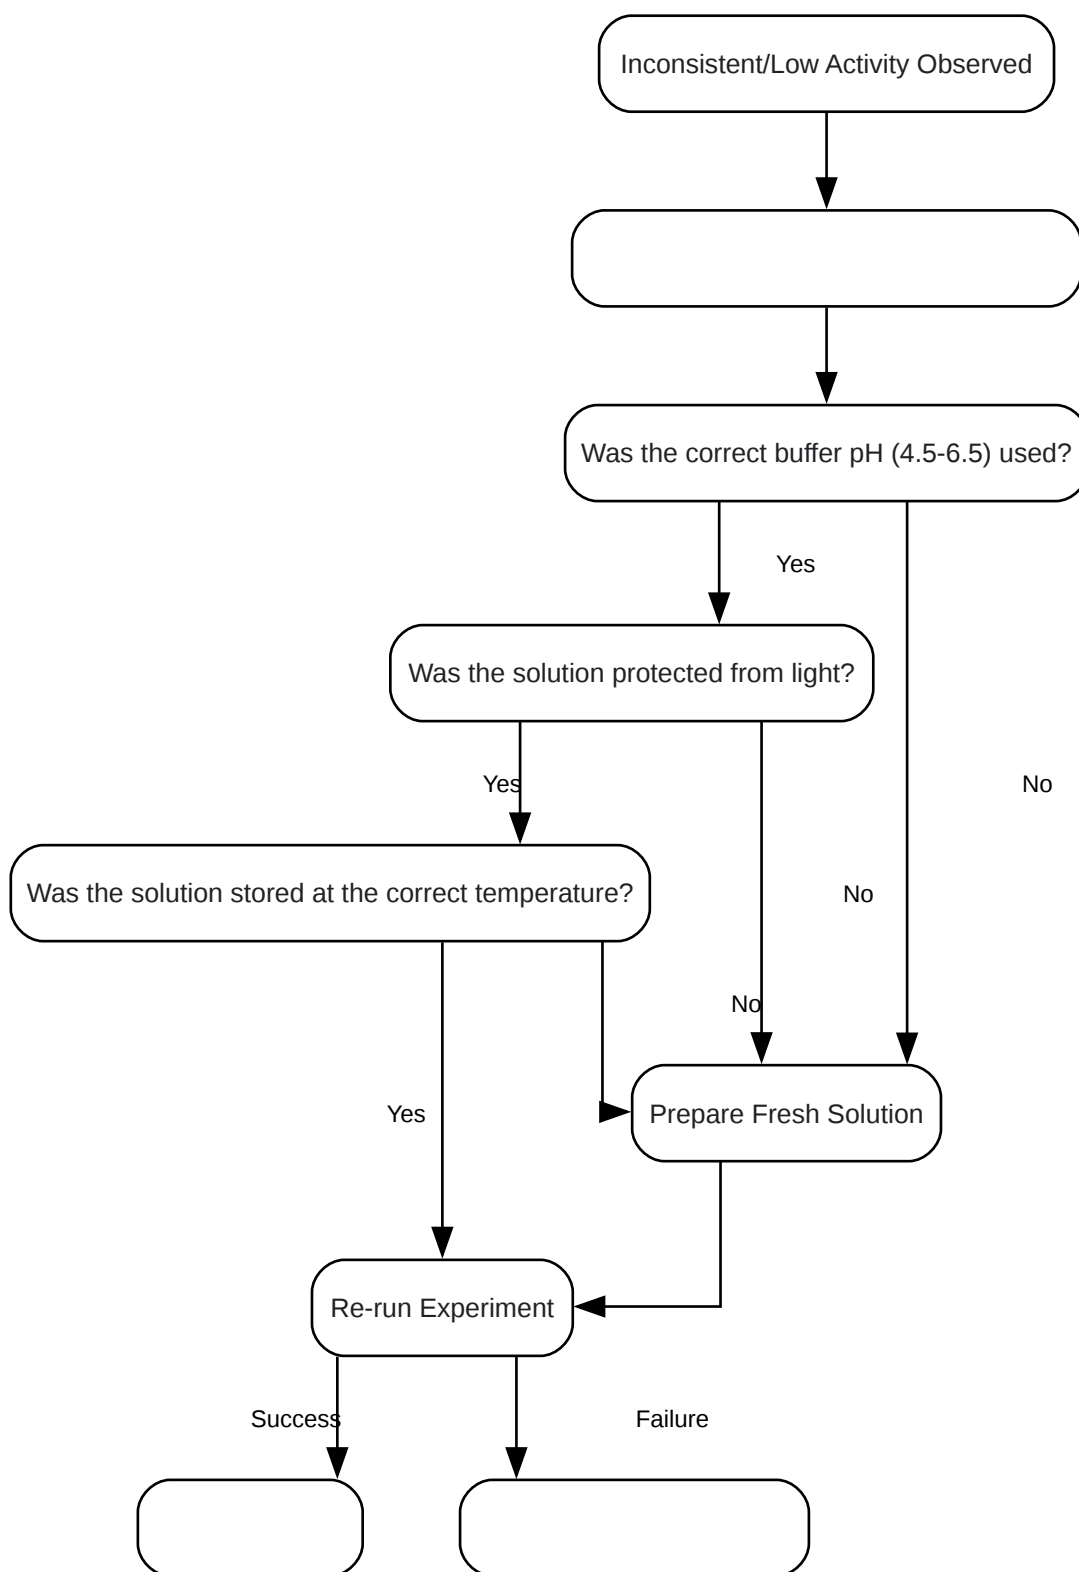 Inconsistent/Low Activity Observed
Was the correct buffer pH (4.5-6.5) used?
Yes
Was the solution protected from light?
Yes
No
Was the solution stored at the correct temperature?
No
No
Yes
Prepare Fresh Solution
Re-run Experiment
Success
Failure